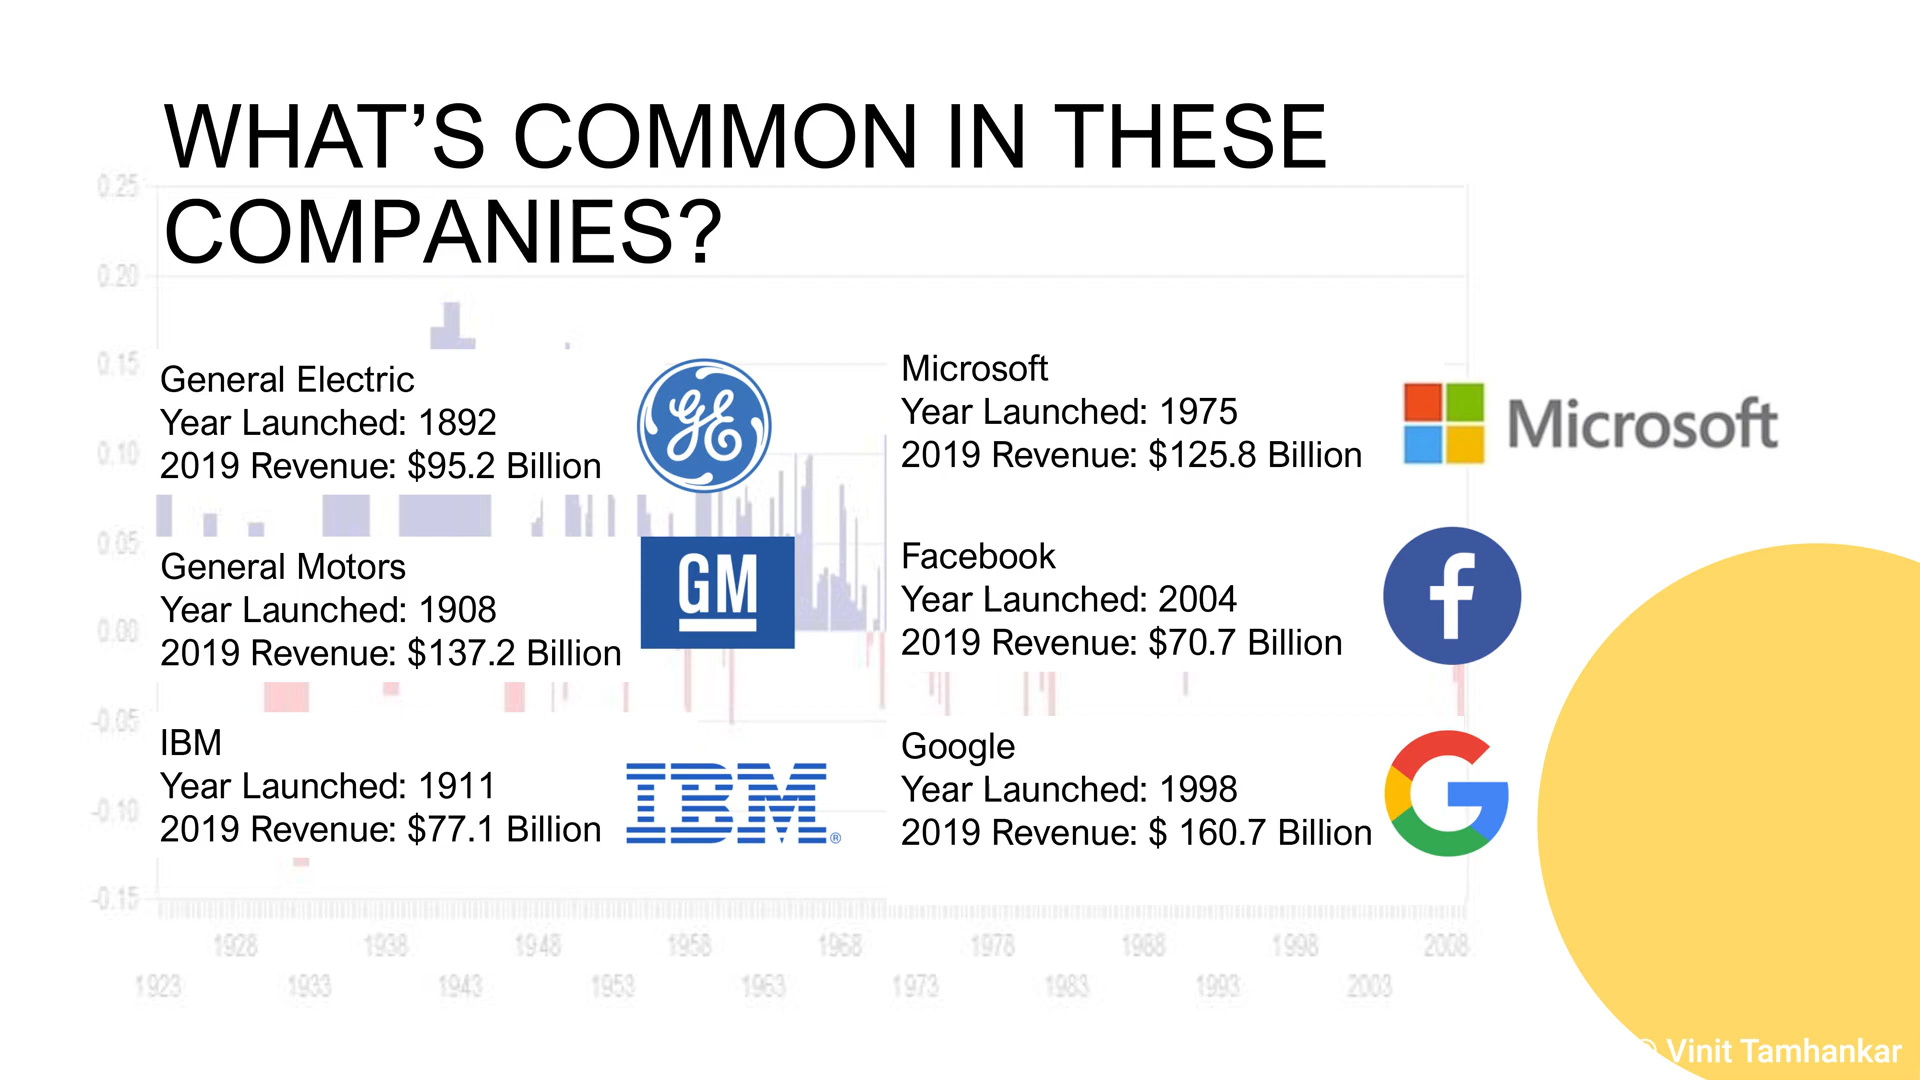 WHAT’S COMMON IN THESE
COMPANIES?
General Electric
Year Launched: 1892
2019 Revenue: $95.2 Billion
GE
General Motors
Year Launched: 1908
2019 Revenue: $137.2 Billion
GM
IBM
Year Launched: 1911
2019 Revenue: $77.1 Billion
IBM®
Microsoft
Year Launched: 1975
2019 Revenue: $125.8 Billion
Microsoft
Facebook
Year Launched: 2004
2019 Revenue: $70.7 Billion
f
Google
Year Launched: 1998
2019 Revenue: $ 160.7 Billion
G
0.25
0.20
0.15
0.10
0.05
0.00
-0.05
-0.10
-0.15
1928 1938 1948 1958 1968 1978 1988 1998 2008
1923 1933 1943 1953 1963 1973 1983 1993 2003
© Vinit Tamhankar